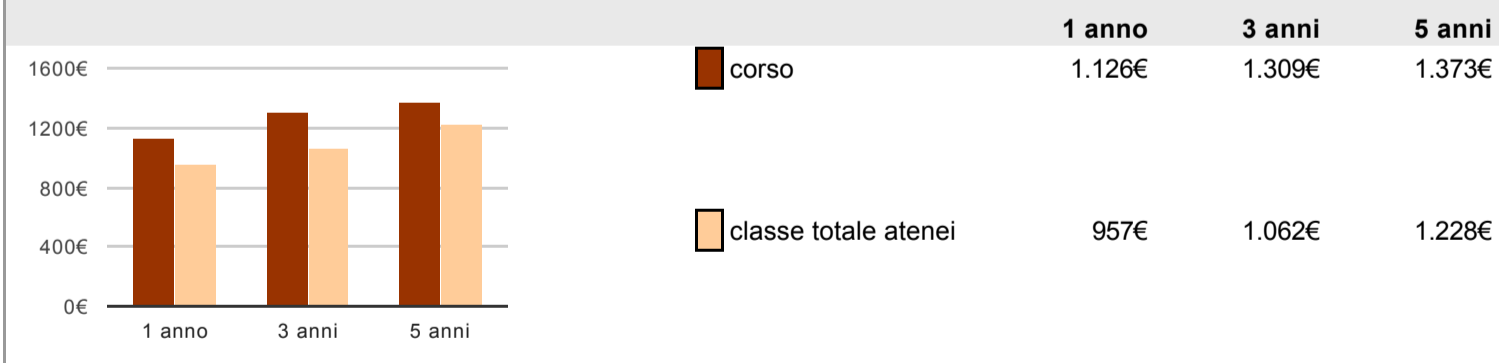 1 anno 3 anni 5 anni
1600€
1200€
800€
400€
0€
1 anno 3 anni 5 anni
corso 1.126€ 1.309€ 1.373€
classe totale atenei 957€ 1.062€ 1.228€